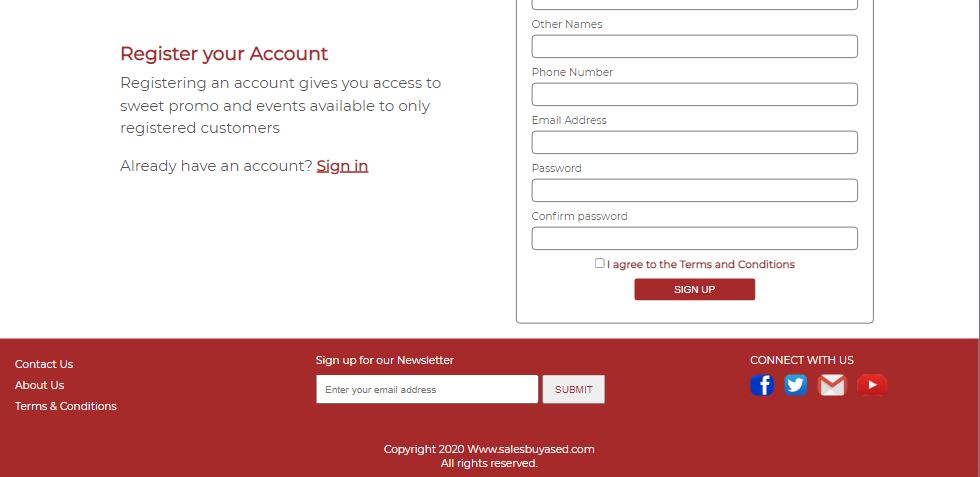 Register your Account
Registering an account gives you access to
sweet promo and events available to only
registered customers
Already have an account? Sign in
Other Names
Phone Number
Email Address
Password
Confirm password
I agree to the Terms and Conditions
SIGN UP
Contact Us
About Us
Terms & Conditions
Sign up for our Newsletter
Enter your email address
SUBMIT
CONNECT WITH US
Copyright 2020 Www.salesbuyased.com
All rights reserved.